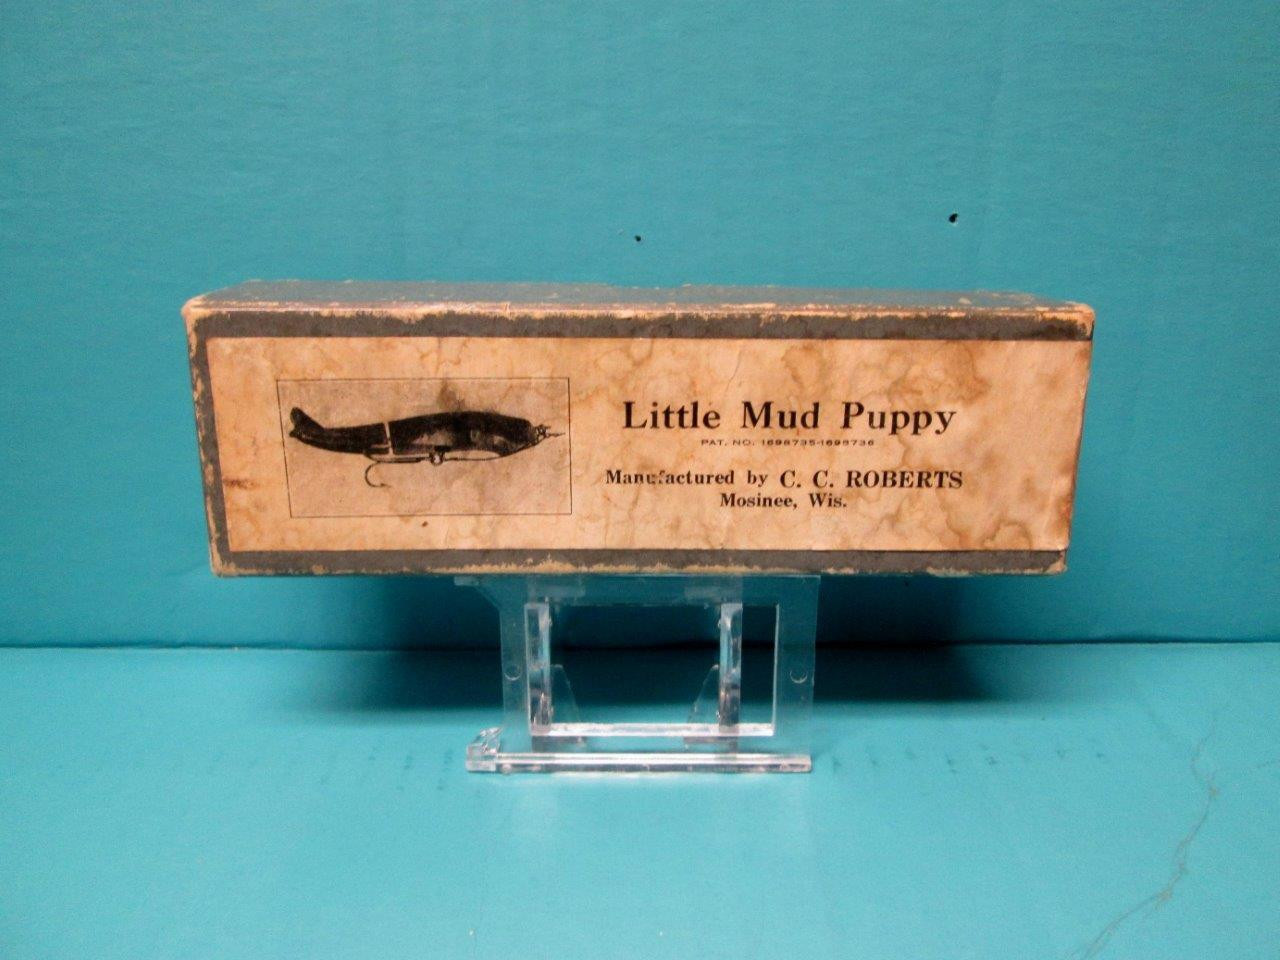 Little Mud Puppy
PAT. NO. 1698735-1698736
Manufactured by C. C. ROBERTS
Mosinee, Wis.